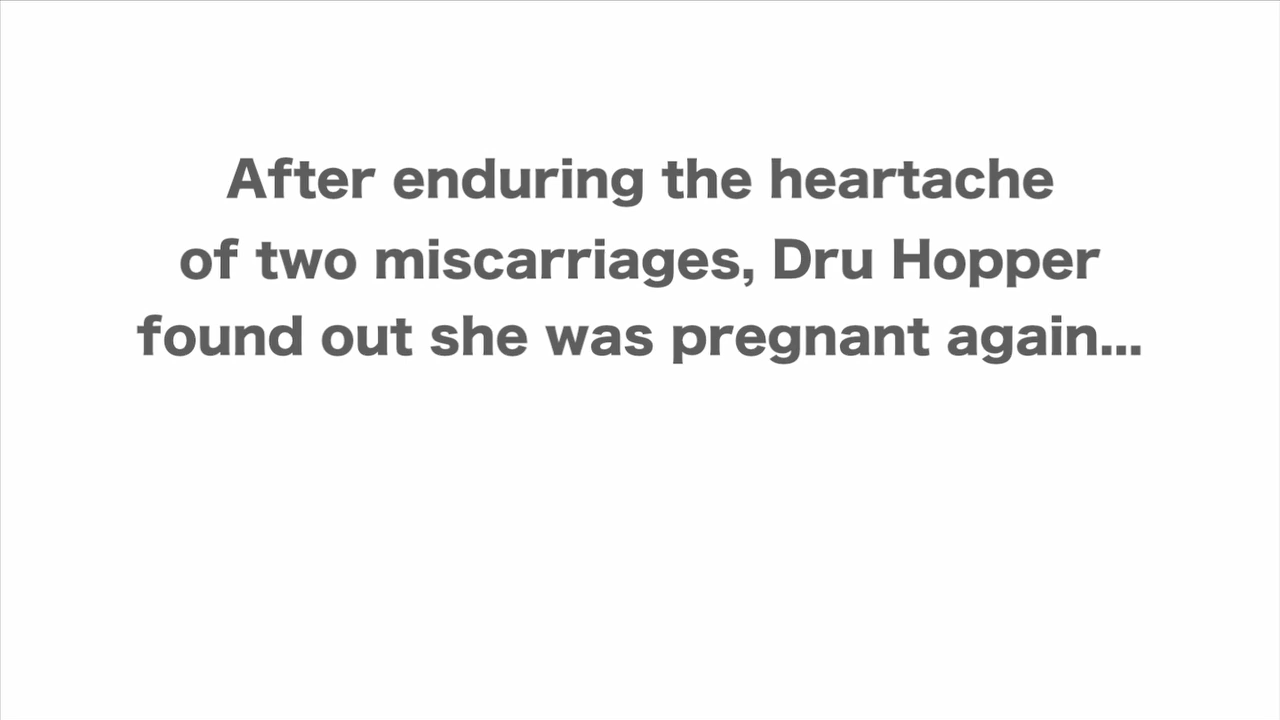 After enduring the heartache
of two miscarriages, Dru Hopper
found out she was pregnant again...